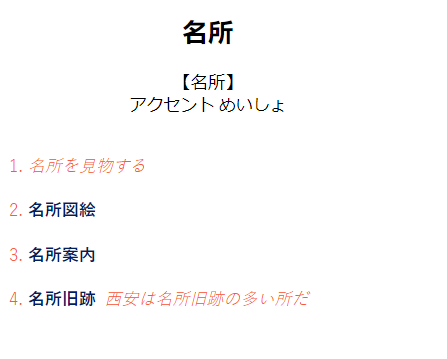 名所
【名所】
アクセント めいしょ
1. 名所を見物する
2. 名所図絵
3. 名所案内
4. 名所旧跡 西安は名所旧跡の多い所だ